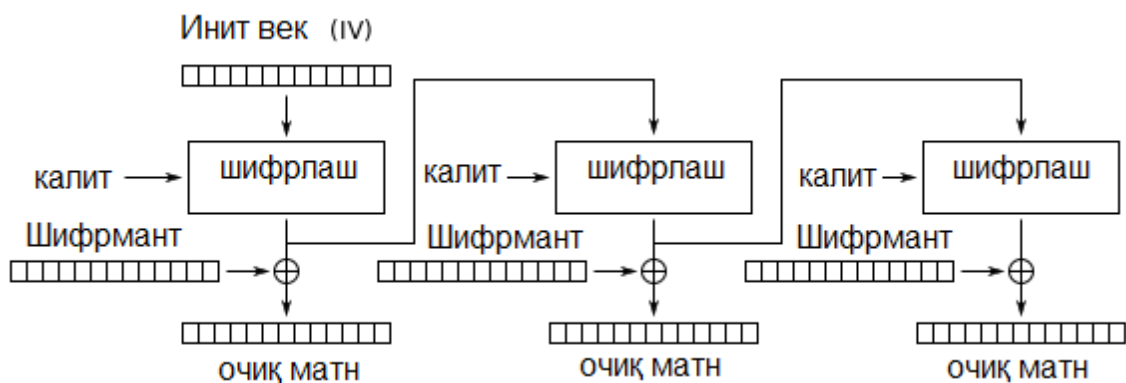 Инит век (IV)
шифрлаш шифрлаш шифрлаш
калит калит калит
Шифрмант Шифрмант Шифрмант
очиқ матн очиқ матн очиқ матн